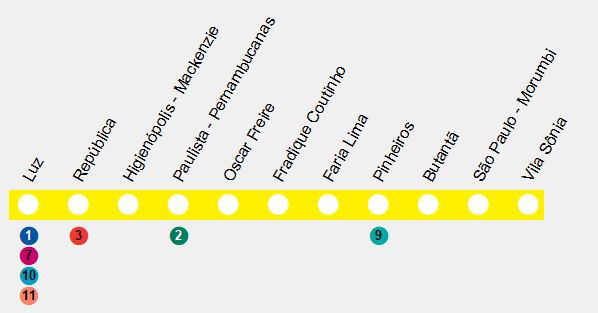 Luz
República
Higienópolis - Mackenzie
Paulista - Pernambucanas
Oscar Freire
Fradique Coutinho
Faria Lima
Pinheiros
Butantã
São Paulo - Morumbi
Vila Sônia
1
3
2
9
7
10
11